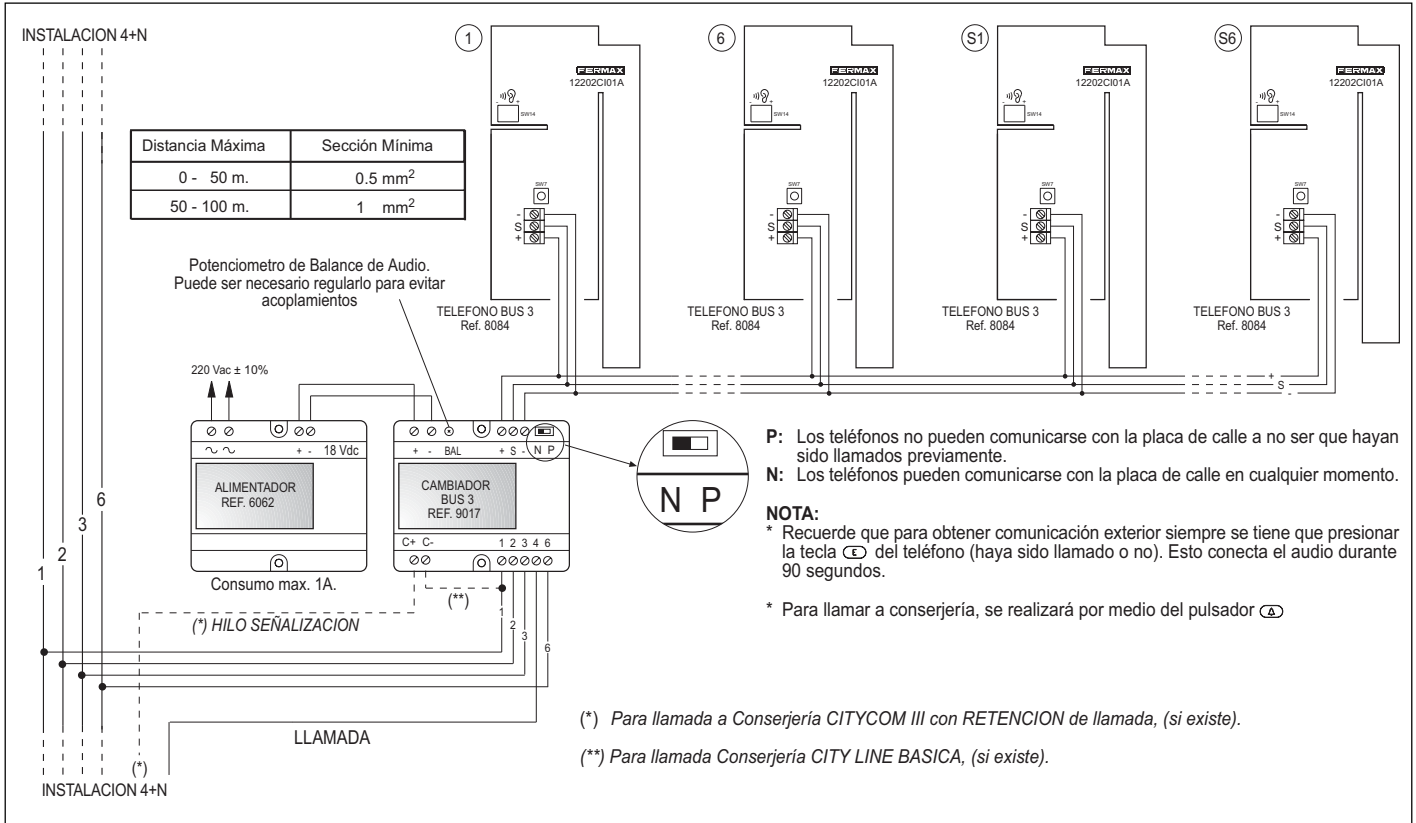 INSTALACION 4+N
1
6
S1
S6
FERMAX
12202CI01A
FERMAX
12202CI01A
FERMAX
12202CI01A
FERMAX
12202CI01A
- +
SW14
- +
SW14
- +
SW14
- +
SW14
Distancia Máxima Sección Mínima
0 - 50 m. 0.5 mm²
50 - 100 m. 1 mm²
SW7
-
S
+
SW7
-
S
+
SW7
-
S
+
SW7
-
S
+
Potenciometro de Balance de Audio.
Puede ser necesario regularlo para evitar
acoplamientos
TELEFONO BUS 3
Ref. 8084
TELEFONO BUS 3
Ref. 8084
TELEFONO BUS 3
Ref. 8084
TELEFONO BUS 3
Ref. 8084
+
S
-
220 Vac ± 10%
+ - 18 Vdc
ALIMENTADOR
REF. 6062
Consumo max. 1A.
+ - BAL + S - N P
CAMBIADOR
BUS 3
REF. 9017
C+ C- 1 2 3 4 6
N P
P: Los teléfonos no pueden comunicarse con la placa de calle a no ser que hayan
sido llamados previamente.
N: Los teléfonos pueden comunicarse con la placa de calle en cualquier momento.
NOTA:
* Recuerde que para obtener comunicación exterior siempre se tiene que presionar
la tecla E del teléfono (haya sido llamado o no). Esto conecta el audio durante
90 segundos.
* Para llamar a conserjería, se realizará por medio del pulsador
6
3
2
1
(**)
(*) HILO SEÑALIZACION
1
2
3
6
LLAMADA
(*)
INSTALACION 4+N
(*) Para llamada a Conserjería CITYCOM III con RETENCION de llamada, (si existe).
(**) Para llamada Conserjería CITY LINE BASICA, (si existe).